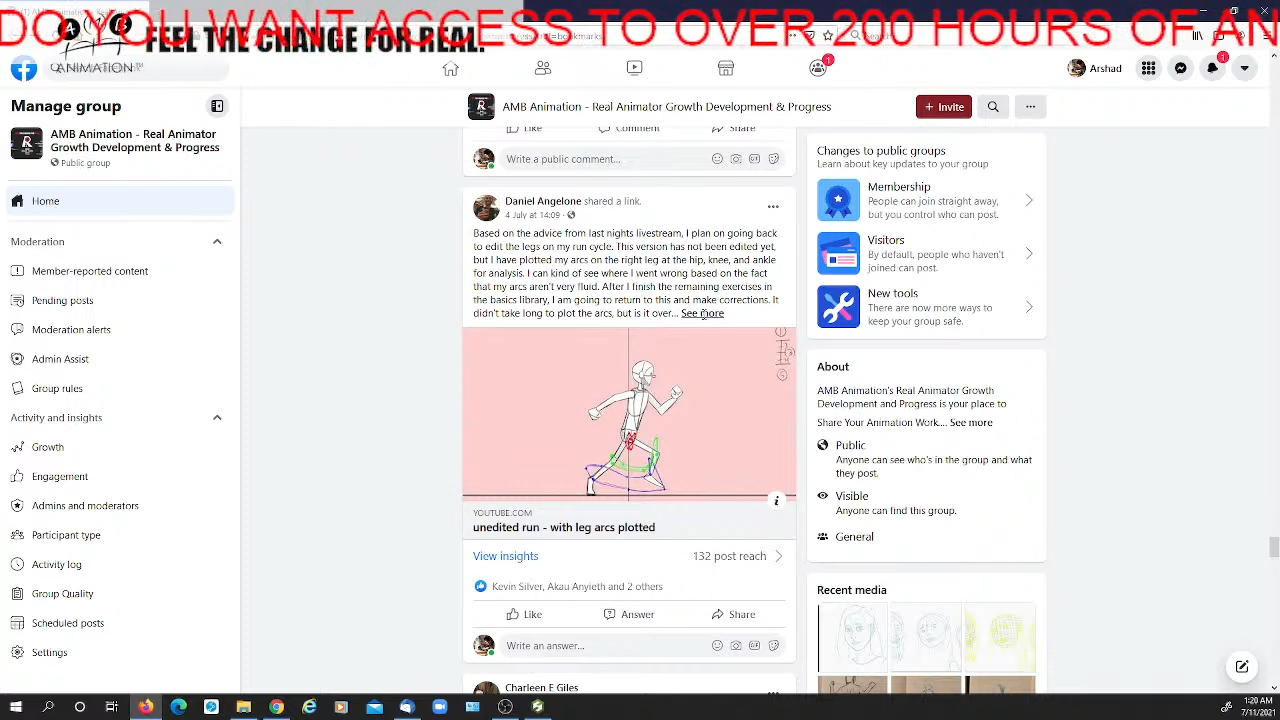 DO YOU WANT ACCESS TO OVER 200 HOURS OF AN
FEEL THE CHANGE FOR REAL.
ANIMATION
Arshad
Manage group
AMB Animation - Real Animator
Growth Development & Progress
Public group
Home
Moderation
Member-reported content
Pending posts
Moderation alerts
Admin Assist
Group rules
Activity and insights
Growth
Engagement
Admins and moderators
Participant type
Activity log
Group Quality
Scheduled posts
Settings
AMB Animation - Real Animator Growth Development & Progress
+ Invite
Like Comment Share
Write a public comment...
Daniel Angelone shared a link.
4 July at 14:09
Based on the advice from last nights livestream, I plan on going back
to edit the legs on my run cycle. This version has not been edited yet,
but I have plotted my arcs on the right leg at the hip, knee, and ankle
for analysis. I can kind of see where I went wrong based on the fact
that my arcs aren't very fluid. After I finish the remaining exercises in
the basics library, I am going to return to this and make corrections. It
didn't take long to plot the arcs, but is it over... See more
YOUTUBE.COM
unedited run - with leg arcs plotted
View insights 132 post reach
Kevin Silver, Akau Anyieth and 2 others
Like Answer Share
Write an answer...
Charleen E Giles
Changes to public groups
Learn about key updates to your group
Membership
People can join straight away,
but you control who can post.
Visitors
By default, people who haven't
joined can post.
New tools
There are now more ways to
keep your group safe.
About
AMB Animation's Real Animator Growth
Development and Progress is your place to
Share Your Animation Work.... See more
Public
Anyone can see who's in the group and what
they post.
Visible
Anyone can find this group.
General
Recent media
1:20 AM
7/11/2021